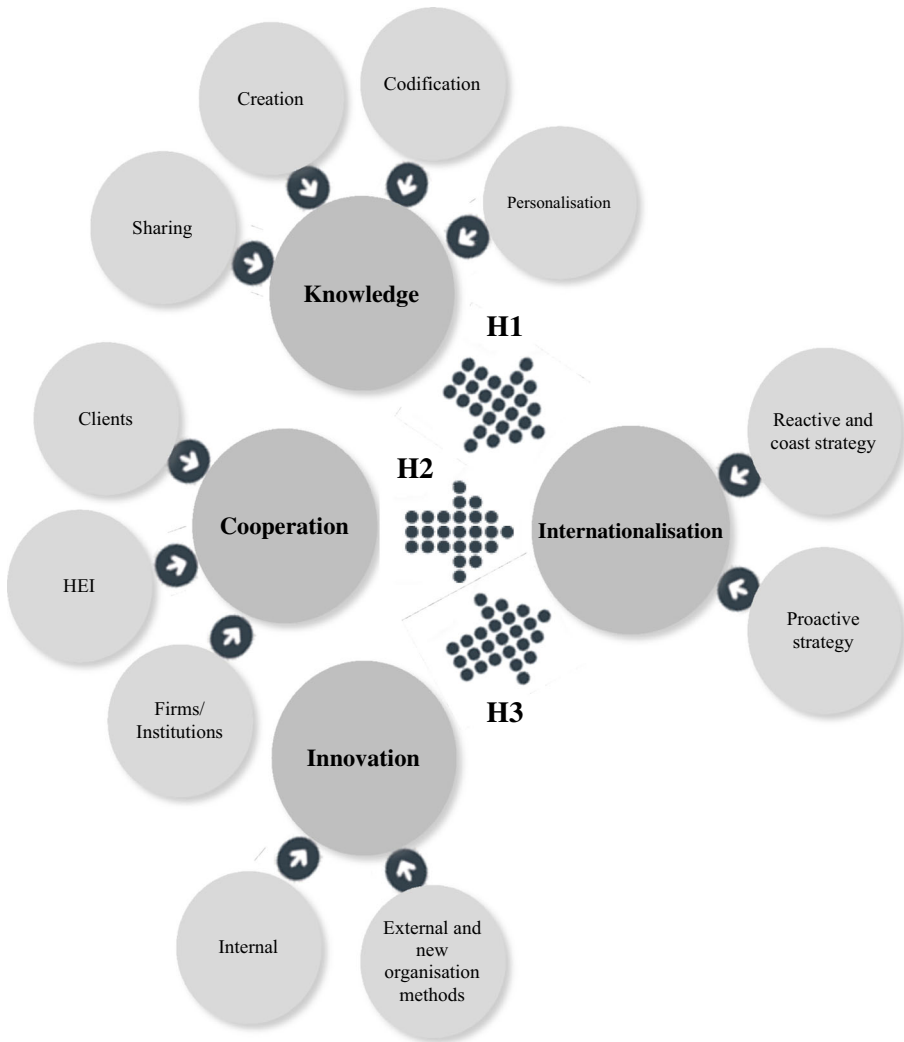 Codification
Creation
Personalisation
Sharing
Knowledge
H1
Clients
Reactive and
coast strategy
H2
Cooperation
Internationalisation
HEI
Proactive
strategy
Firms/
Institutions
H3
Innovation
Internal
External and
new
organisation
methods